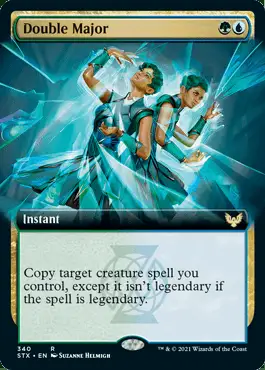 Double Major
Instant
Copy target creature spell you
control, except it isn't legendary if
the spell is legendary.
340 R
STX • EN SUZANNE HELMIGH
™ & © 2021 Wizards of the Coast